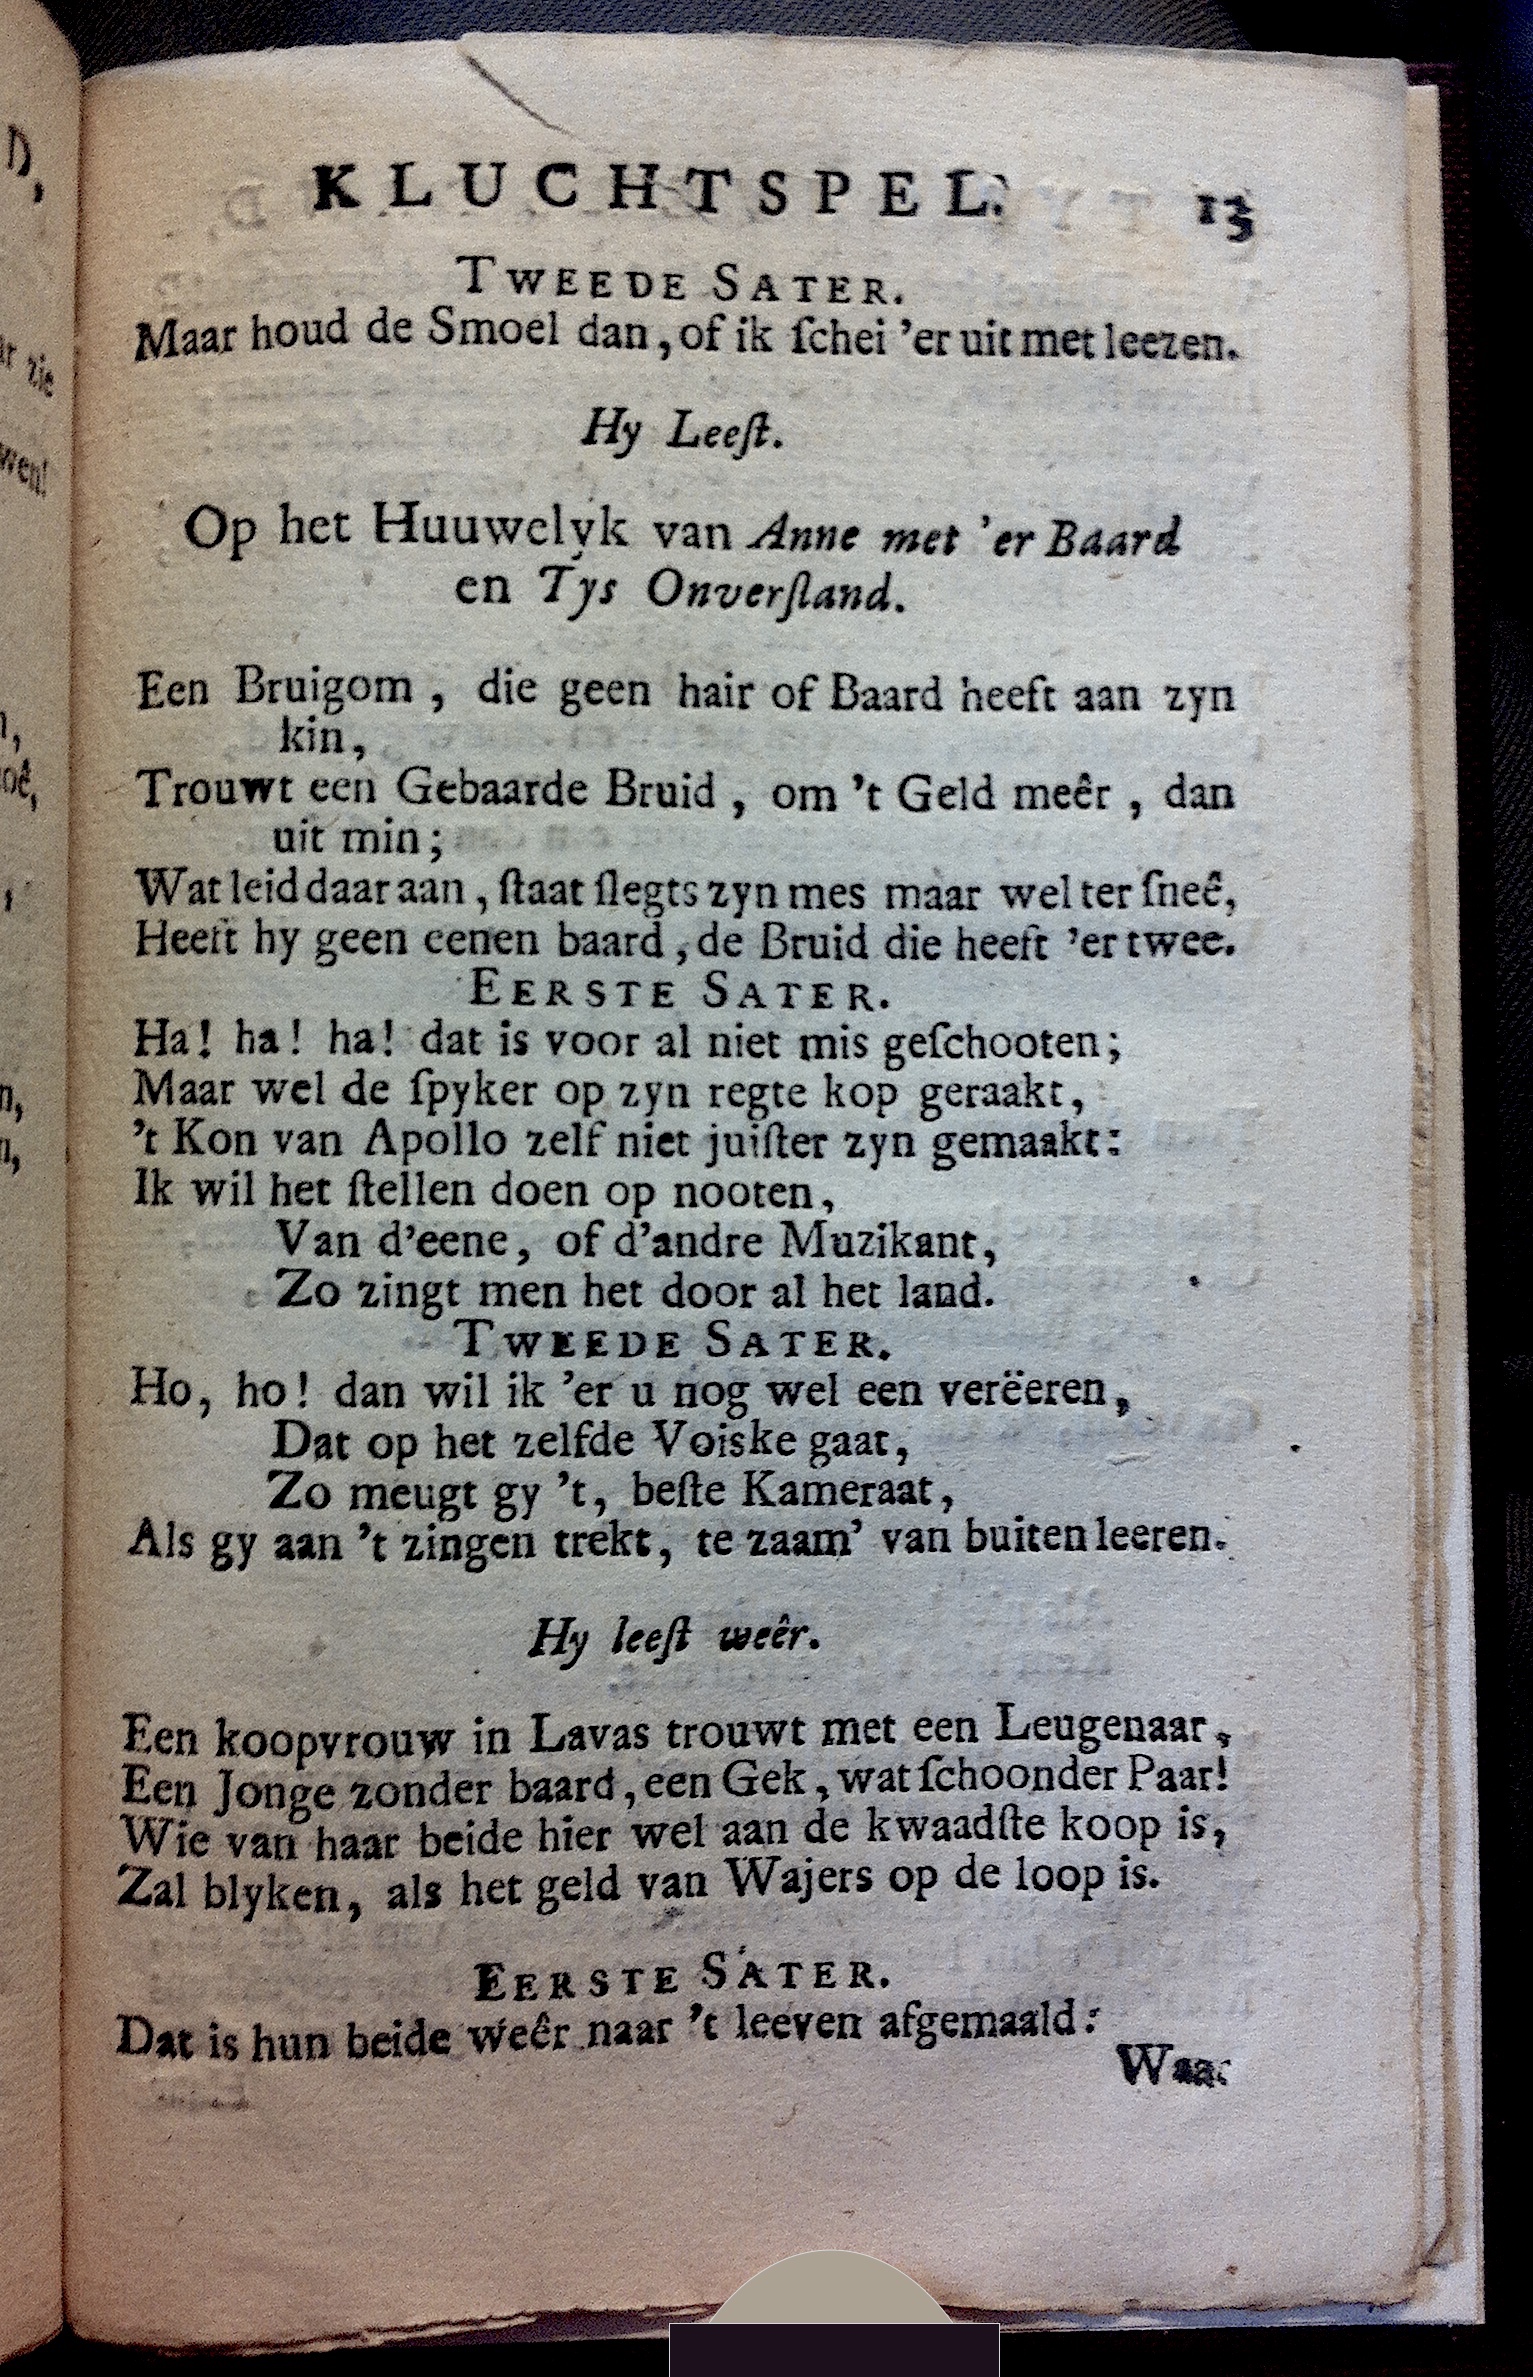 KLUCHTSPEL. 13
TWEEDE SATER.
Maar houd de Smoel dan, of ik ſchei 'er uit met leezen.
Hy Leeſt.
Op het Huuwelyk van Anne met 'er Baard
en Tys Onverſtand.
Een Bruigom, die geen hair of Baard heeft aan zyn
kin,
Trouwt een Gebaarde Bruid, om 't Geld meêr, dan
uit min;
Wat leid daar aan, ſtaat ſlegts zyn mes maar wel ter ſneê,
Heeft hy geen eenen baard, de Bruid die heeft 'er twee.
EERSTE SATER.
Ha! ha! ha! dat is voor al niet mis geſchooten;
Maar wel de ſpyker op zyn regte kop geraakt,
't Kon van Apollo zelf niet juiſter zyn gemaakt:
Ik wil het ſtellen doen op nooten,
Van d'eene, of d'andre Muzikant,
Zo zingt men het door al het land.
TWEEDE SATER.
Ho, ho! dan wil ik 'er u nog wel een verëeren,
Dat op het zelfde Voiske gaat,
Zo meugt gy 't, beſte Kameraat,
Als gy aan 't zingen trekt, te zaam' van buiten leeren.
Hy leeſt weêr.
Een koopvrouw in Lavas trouwt met een Leugenaar,
Een Jonge zonder baard, een Gek, wat ſchoonder Paar!
Wie van haar beide hier wel aan de kwaadſte koop is,
Zal blyken, als het geld van Wajers op de loop is.
EERSTE SATER.
Dat is hun beide weêr naar 't leeven afgemaald:
Waar